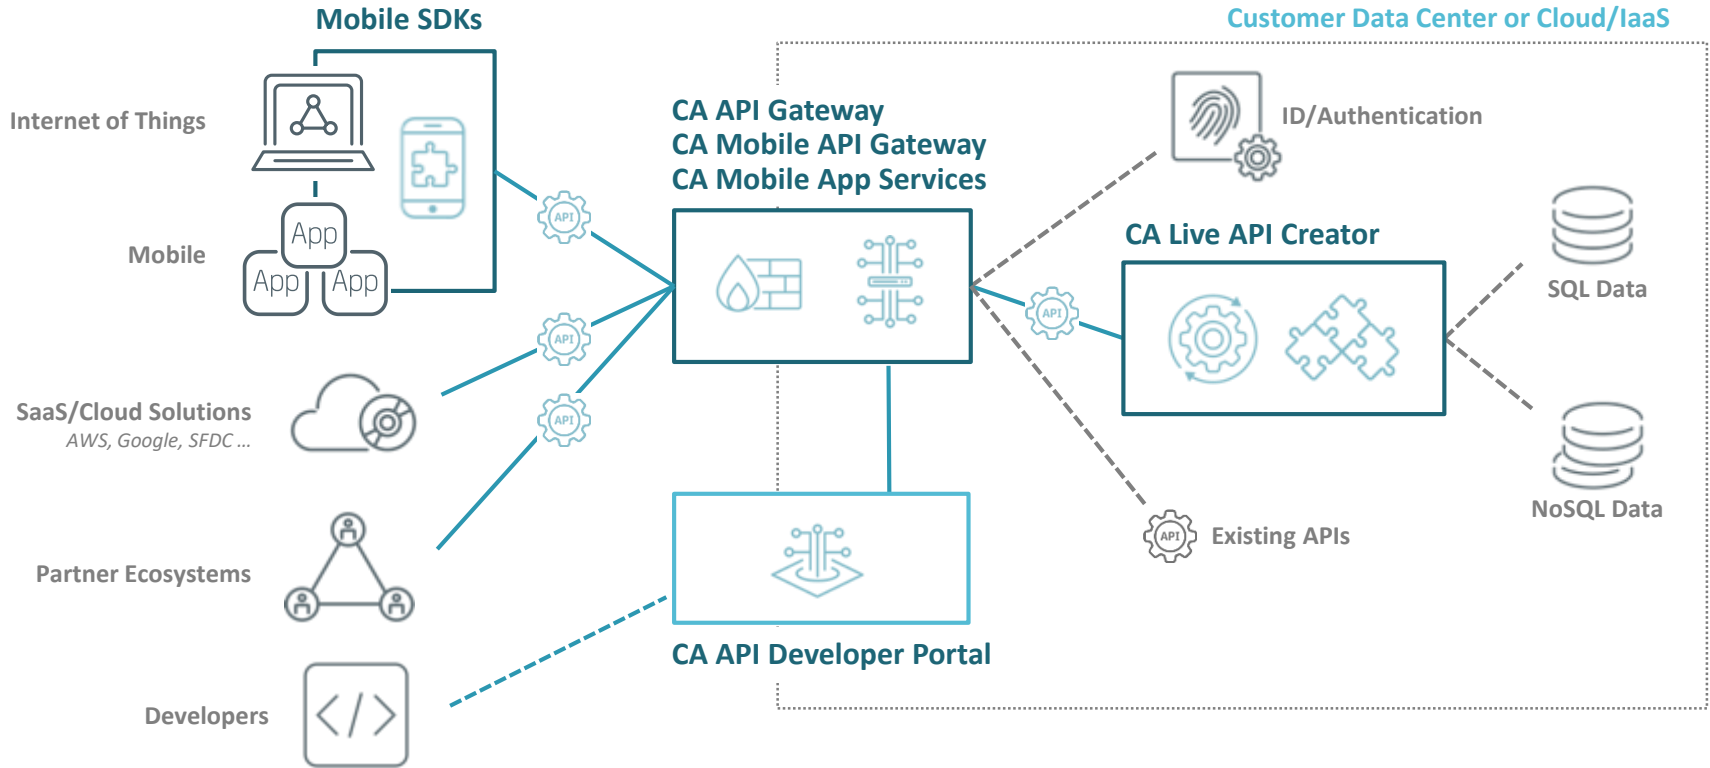 Mobile SDKs
Customer Data Center or Cloud/IaaS
Internet of Things
CA API Gateway
CA Mobile API Gateway
CA Mobile App Services
ID/Authentication
API
Mobile
App
App
App
CA Live API Creator
SQL Data
API
API
SaaS/Cloud Solutions
AWS, Google, SFDC ...
API
NoSQL Data
API
Existing APIs
Partner Ecosystems
CA API Developer Portal
Developers